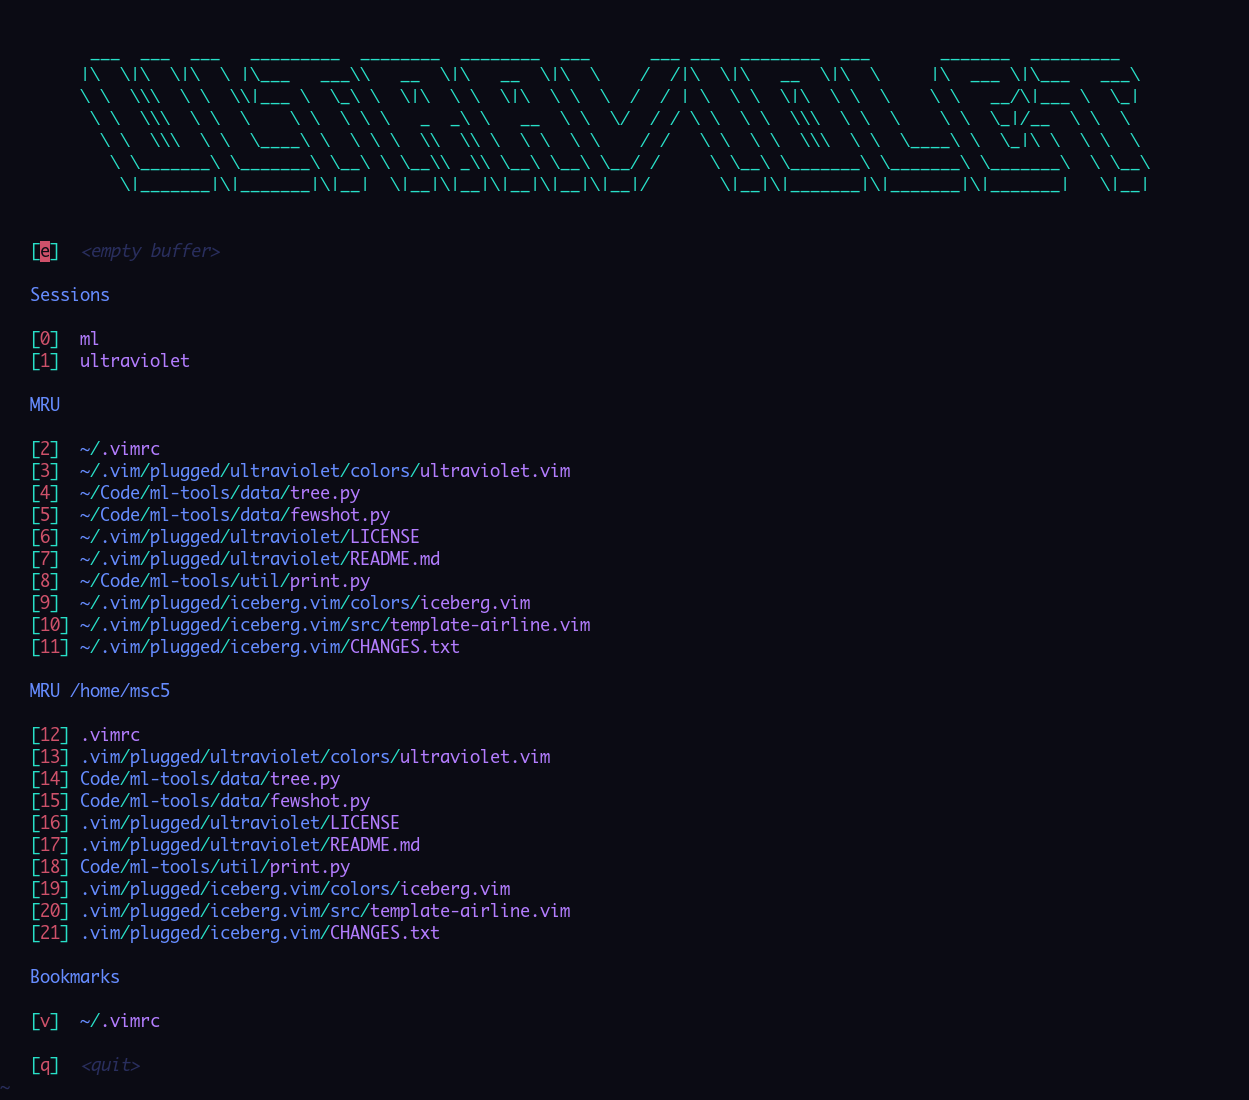 ULTRAVIOLET
[e]  <empty buffer>
Sessions
[0]  ml
[1]  ultraviolet
MRU
[2]  ~/.vimrc
[3]  ~/.vim/plugged/ultraviolet/colors/ultraviolet.vim
[4]  ~/Code/ml-tools/data/tree.py
[5]  ~/Code/ml-tools/data/fewshot.py
[6]  ~/.vim/plugged/ultraviolet/LICENSE
[7]  ~/.vim/plugged/ultraviolet/README.md
[8]  ~/Code/ml-tools/util/print.py
[9]  ~/.vim/plugged/iceberg.vim/colors/iceberg.vim
[10] ~/.vim/plugged/iceberg.vim/src/template-airline.vim
[11] ~/.vim/plugged/iceberg.vim/CHANGES.txt
MRU /home/msc5
[12] .vimrc
[13] .vim/plugged/ultraviolet/colors/ultraviolet.vim
[14] Code/ml-tools/data/tree.py
[15] Code/ml-tools/data/fewshot.py
[16] .vim/plugged/ultraviolet/LICENSE
[17] .vim/plugged/ultraviolet/README.md
[18] Code/ml-tools/util/print.py
[19] .vim/plugged/iceberg.vim/colors/iceberg.vim
[20] .vim/plugged/iceberg.vim/src/template-airline.vim
[21] .vim/plugged/iceberg.vim/CHANGES.txt
Bookmarks
[v]  ~/.vimrc
[q]  <quit>
~